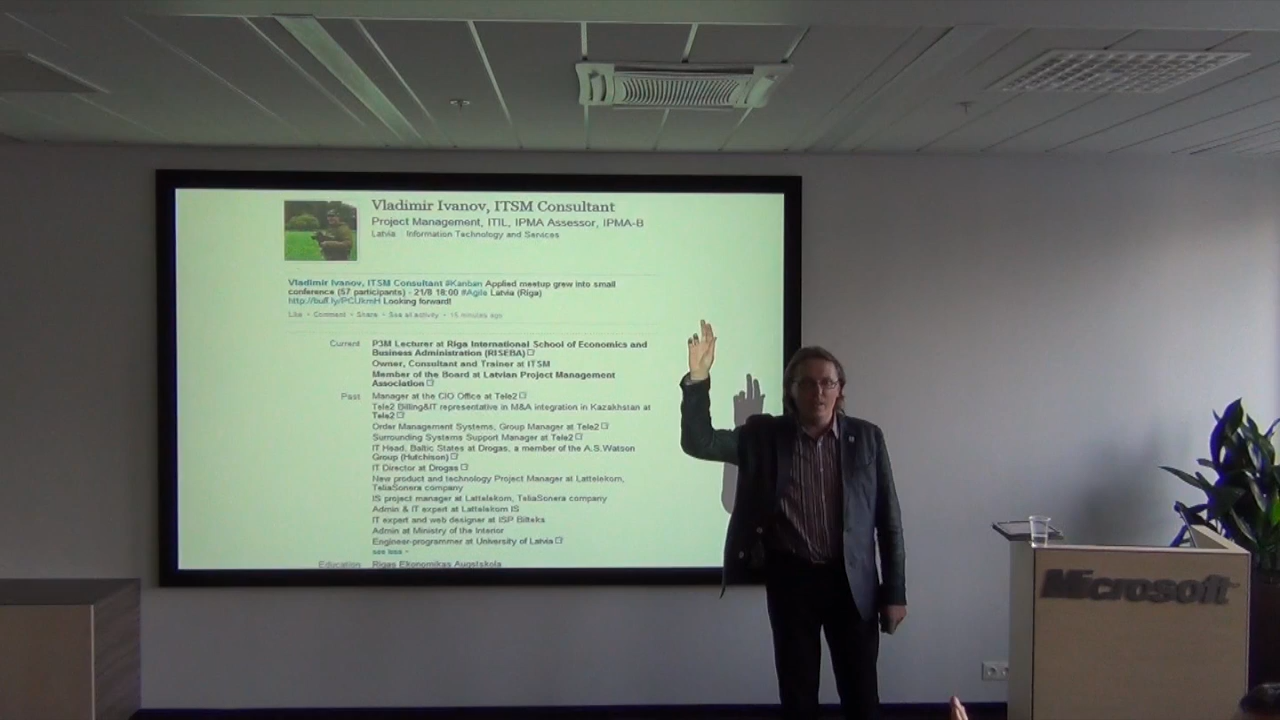 Vladimir Ivanov, ITSM Consultant
Project Management, ITIL, IPMA Assessor, IPMA-B
Latvia Information Technology and Services
Vladimir Ivanov, ITSM Consultant #Kanban Applied meetup grew into small
conference (57 participants) - 21/8 18:00 #Agile Latvia (Riga)
http://buff.ly/PCUkmH Looking forward!
Like • Comment • Share • See all activity • 15 minutes ago
Current
P3M Lecturer at Riga International School of Economics and
Business Administration (RISEBA)
Owner, Consultant and Trainer at ITSM
Member of the Board at Latvian Project Management
Association
Past
Manager at the CIO Office at Tele2
Tele2 Billing&IT representative in M&A integration in Kazakhstan at
Tele2
Order Management Systems, Group Manager at Tele2
Surrounding Systems Support Manager at Tele2
IT Head, Baltic States at Drogas, a member of the A.S.Watson
Group (Hutchison)
IT Director at Drogas
New product and technology Project Manager at Lattelekom,
TeliaSonera company
IS project manager at Lattelekom, TeliaSonera company
Admin & IT expert at Lattelekom IS
IT expert and web designer at ISP Bilteks
Admin at Ministry of the Interior
Engineer-programmer at University of Latvia
see less
Education
Rigas Ekonomikas Augstskola
Microsoft